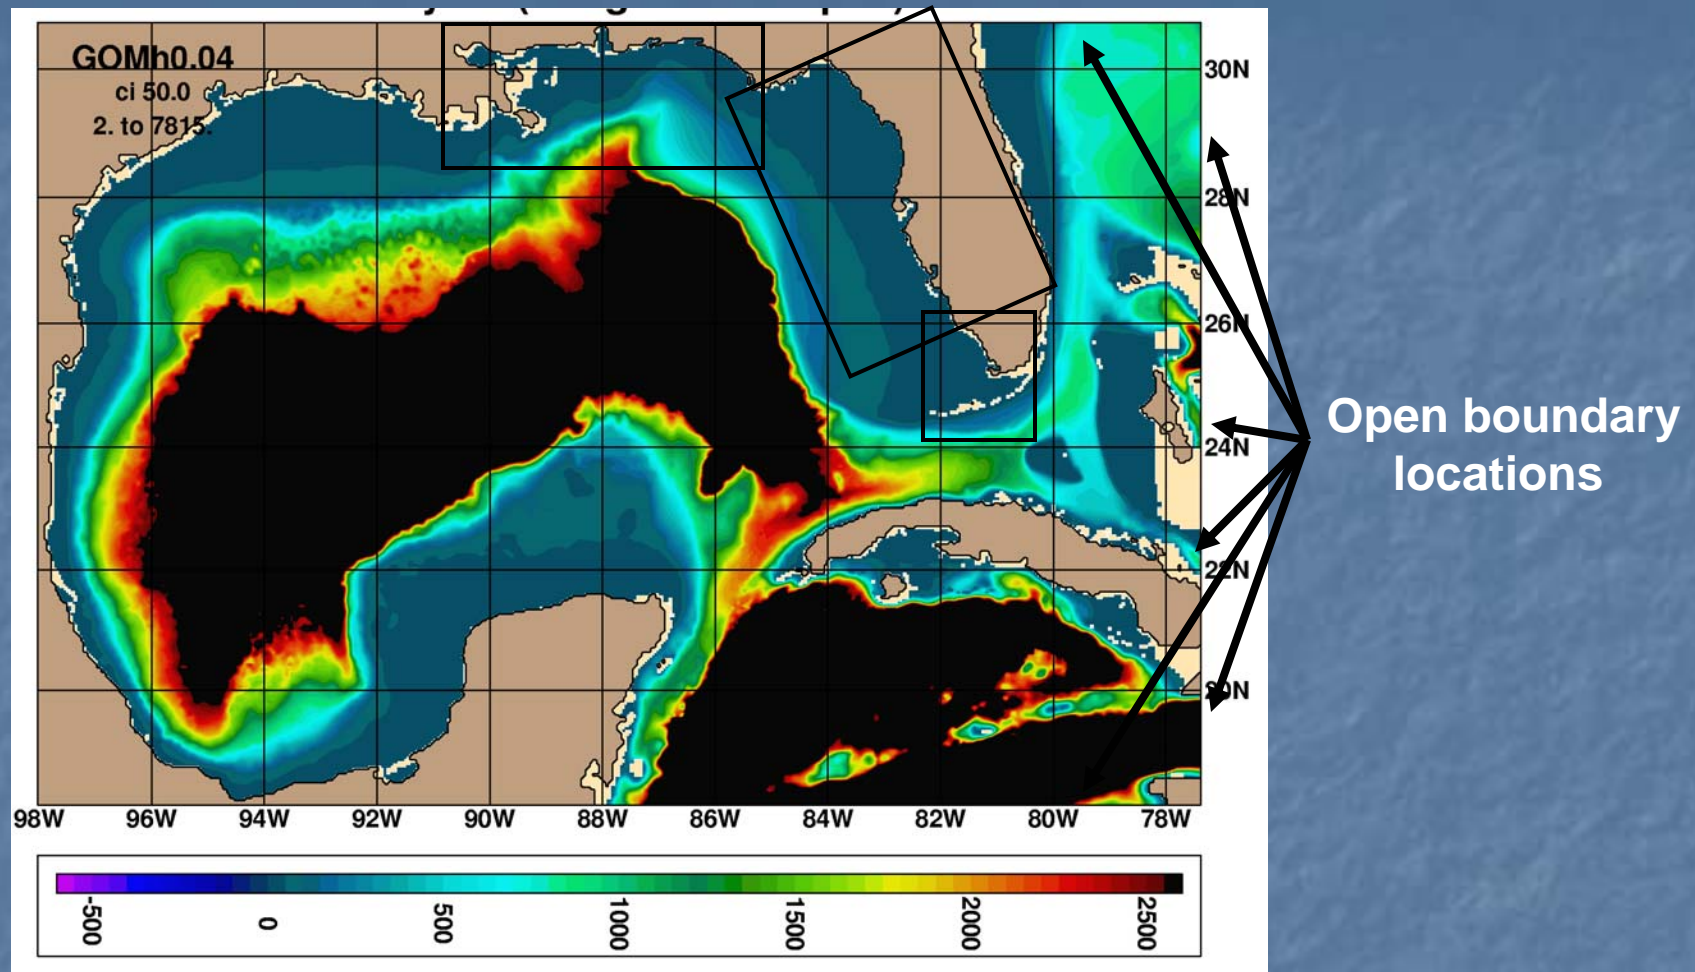 GOMh0.04
ci 50.0
2. to 7815.
30N
28N
26N
24N
22N
20N
98W 96W 94W 92W 90W 88W 86W 84W 82W 80W 78W
-500 0 500 1000 1500 2000 2500
Open boundary
locations